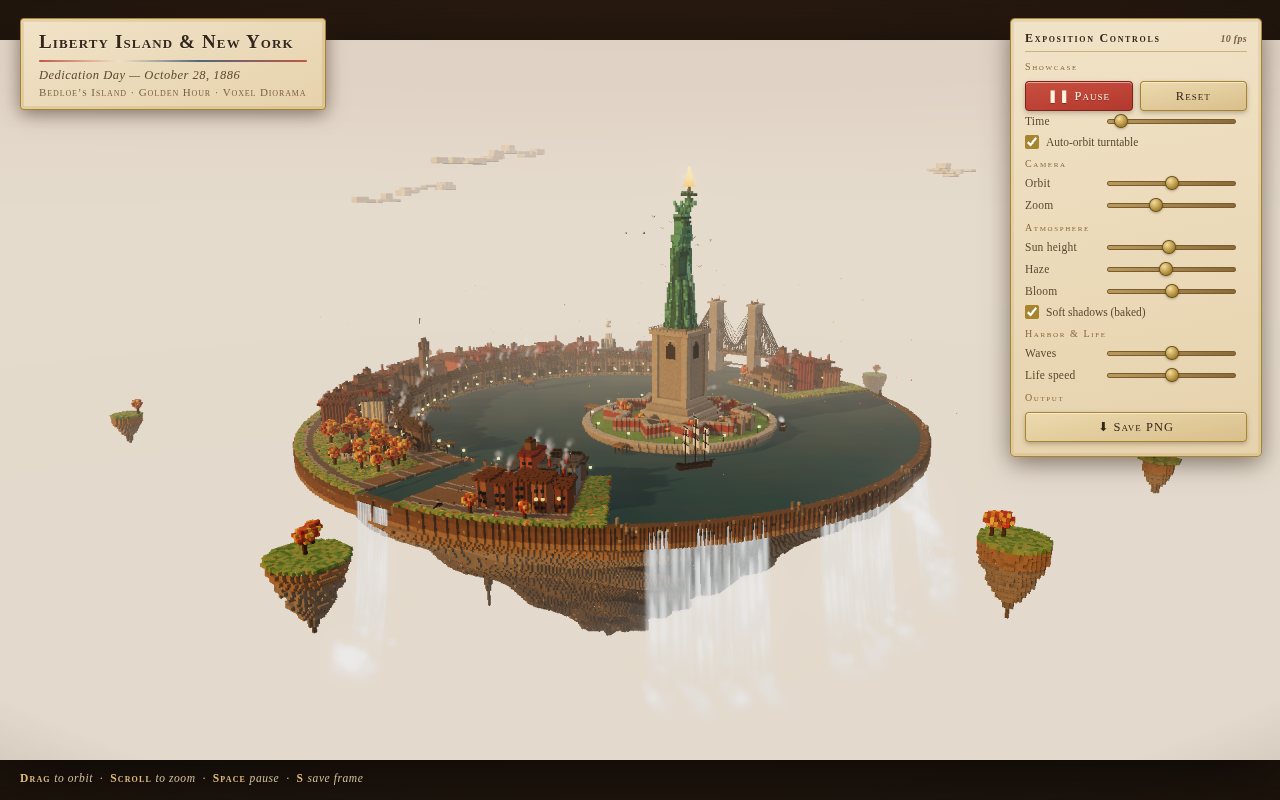 Liberty Island & New York
Dedication Day — October 28, 1886
Bedloe's Island · Golden Hour · Voxel Diorama
Exposition Controls 10 fps
Showcase
❚❚ Pause Reset
Time
Auto-orbit turntable
Camera
Orbit
Zoom
Atmosphere
Sun height
Haze
Bloom
Soft shadows (baked)
Harbor & Life
Waves
Life speed
Output
⬇ Save PNG
Drag to orbit · Scroll to zoom · Space pause · S save frame